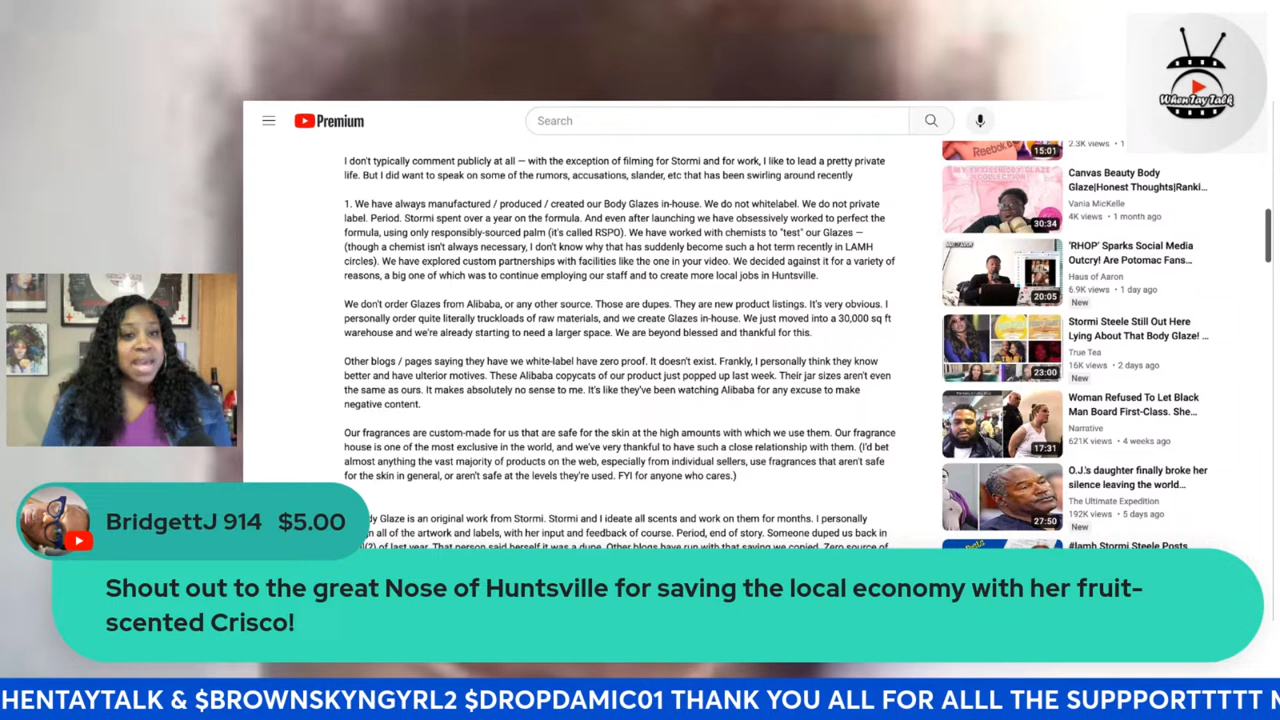 WhenTayTalk
Premium
Search
I don't typically comment publicly at all — with the exception of filming for Stormi and for work, I like to lead a pretty private
life. But I did want to speak on some of the rumors, accusations, slander, etc that has been swirling around recently
1. We have always manufactured / produced / created our Body Glazes in-house. We do not whitelabel. We do not private
label. Period. Stormi spent over a year on the formula. And even after launching we have obsessively worked to perfect the
formula, using only responsibly-sourced palm (it's called RSPO). We have worked with chemists to "test" our Glazes —
(though a chemist isn't always necessary, I don't know why that has suddenly become such a hot term recently in LAMH
circles). We have explored custom partnerships with facilities like the one in your video. We decided against it for a variety of
reasons, a big one of which was to continue employing our staff and to create more local jobs in Huntsville.
We don't order Glazes from Alibaba, or any other source. Those are dupes. They are new product listings. It's very obvious. I
personally order quite literally truckloads of raw materials, and we create Glazes in-house. We just moved into a 30,000 sq ft
warehouse and we're already starting to need a larger space. We are beyond blessed and thankful for this.
Other blogs / pages saying they have we white-label have zero proof. It doesn't exist. Frankly, I personally think they know
better and have ulterior motives. These Alibaba copycats of our product just popped up last week. Their jar sizes aren't even
the same as ours. It makes absolutely no sense to me. It's like they've been watching Alibaba for any excuse to make
negative content.
Our fragrances are custom-made for us that are safe for the skin at the high amounts with which we use them. Our fragrance
house is one of the most exclusive in the world, and we've very thankful to have such a close relationship with them. (I'd bet
almost anything the vast majority of products on the web, especially from individual sellers, use fragrances that aren't safe
for the skin in general, or aren't safe at the levels they're used. FYI for anyone who cares.)
Glaze is an original work from Stormi. Stormi and I ideate all scents and work on them for months. I personally
all of the artwork and labels, with her input and feedback of course. Period, end of story. Someone duped us back in
of last year. That person said herself it was a dupe. Other blogs have run with that saying we copied. Zero source of
Reebok
15:01
2.3K views • 1
30:34
Canvas Beauty Body
Glaze|Honest Thoughts|Ranki...
Vania McKelle
4K views • 1 month ago
20:05
'RHOP' Sparks Social Media
Outcry! Are Potomac Fans...
Haus of Aaron
6.9K views • 1 day ago
New
23:00
Stormi Steele Still Out Here
Lying About That Body Glaze! ...
True Tea
16K views • 2 days ago
New
17:31
Woman Refused To Let Black
Man Board First-Class. She...
Narrative
621K views • 4 weeks ago
27:50
O.J.'s daughter finally broke her
silence leaving the world...
The Ultimate Expedition
192K views • 5 days ago
New
#lamh Stormi Steele Posts
BridgettJ 914 $5.00
Shout out to the great Nose of Huntsville for saving the local economy with her fruit-
scented Crisco!
HENTAYTALK & $BROWNSKYNGYRL2 $DROPDAMIC01 THANK YOU ALL FOR ALLL THE SUPPPORTTTTT